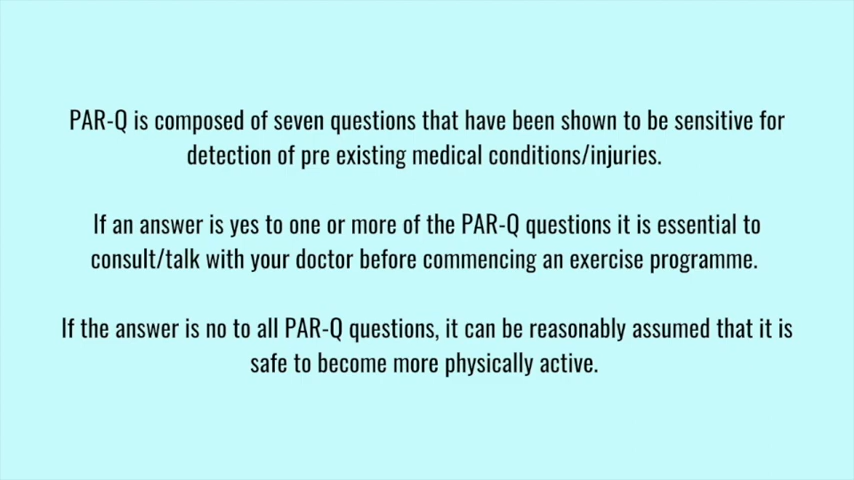 PAR-Q is composed of seven questions that have been shown to be sensitive for
detection of pre existing medical conditions/injuries.
If an answer is yes to one or more of the PAR-Q questions it is essential to
consult/talk with your doctor before commencing an exercise programme.
If the answer is no to all PAR-Q questions, it can be reasonably assumed that it is
safe to become more physically active.